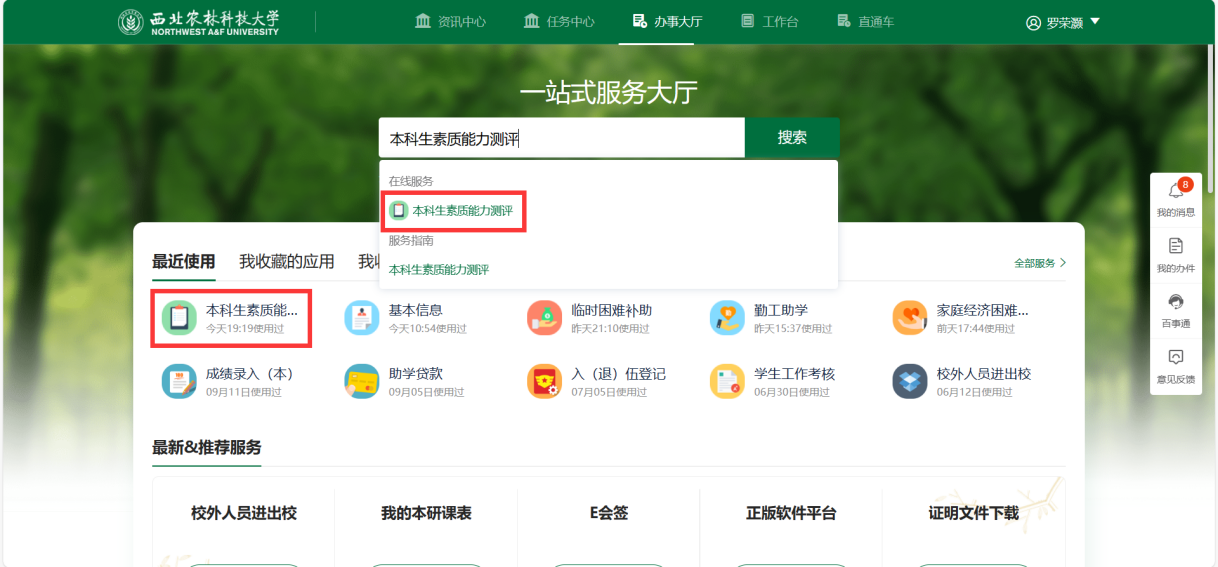 西北农林科技大学
NORTHWEST A&F UNIVERSITY
资讯中心
任务中心
办事大厅
工作台
直通车
罗荣灏
一站式服务大厅
本科生素质能力测评
搜索
在线服务
本科生素质能力测评
服务指南
本科生素质能力测评
8
我的消息
我的办件
百事通
意见反馈
最近使用
我收藏的应用
全部服务
本科生素质能...
今天19:19使用过
基本信息
今天10:54使用过
临时困难补助
昨天21:10使用过
勤工助学
昨天15:37使用过
家庭经济困难...
前天17:44使用过
成绩录入（本）
09月11日使用过
助学贷款
09月05日使用过
入（退）伍登记
07月05日使用过
学生工作考核
06月30日使用过
校外人员进出校
06月12日使用过
最新&推荐服务
校外人员进出校
我的本研课表
E会签
正版软件平台
证明文件下载